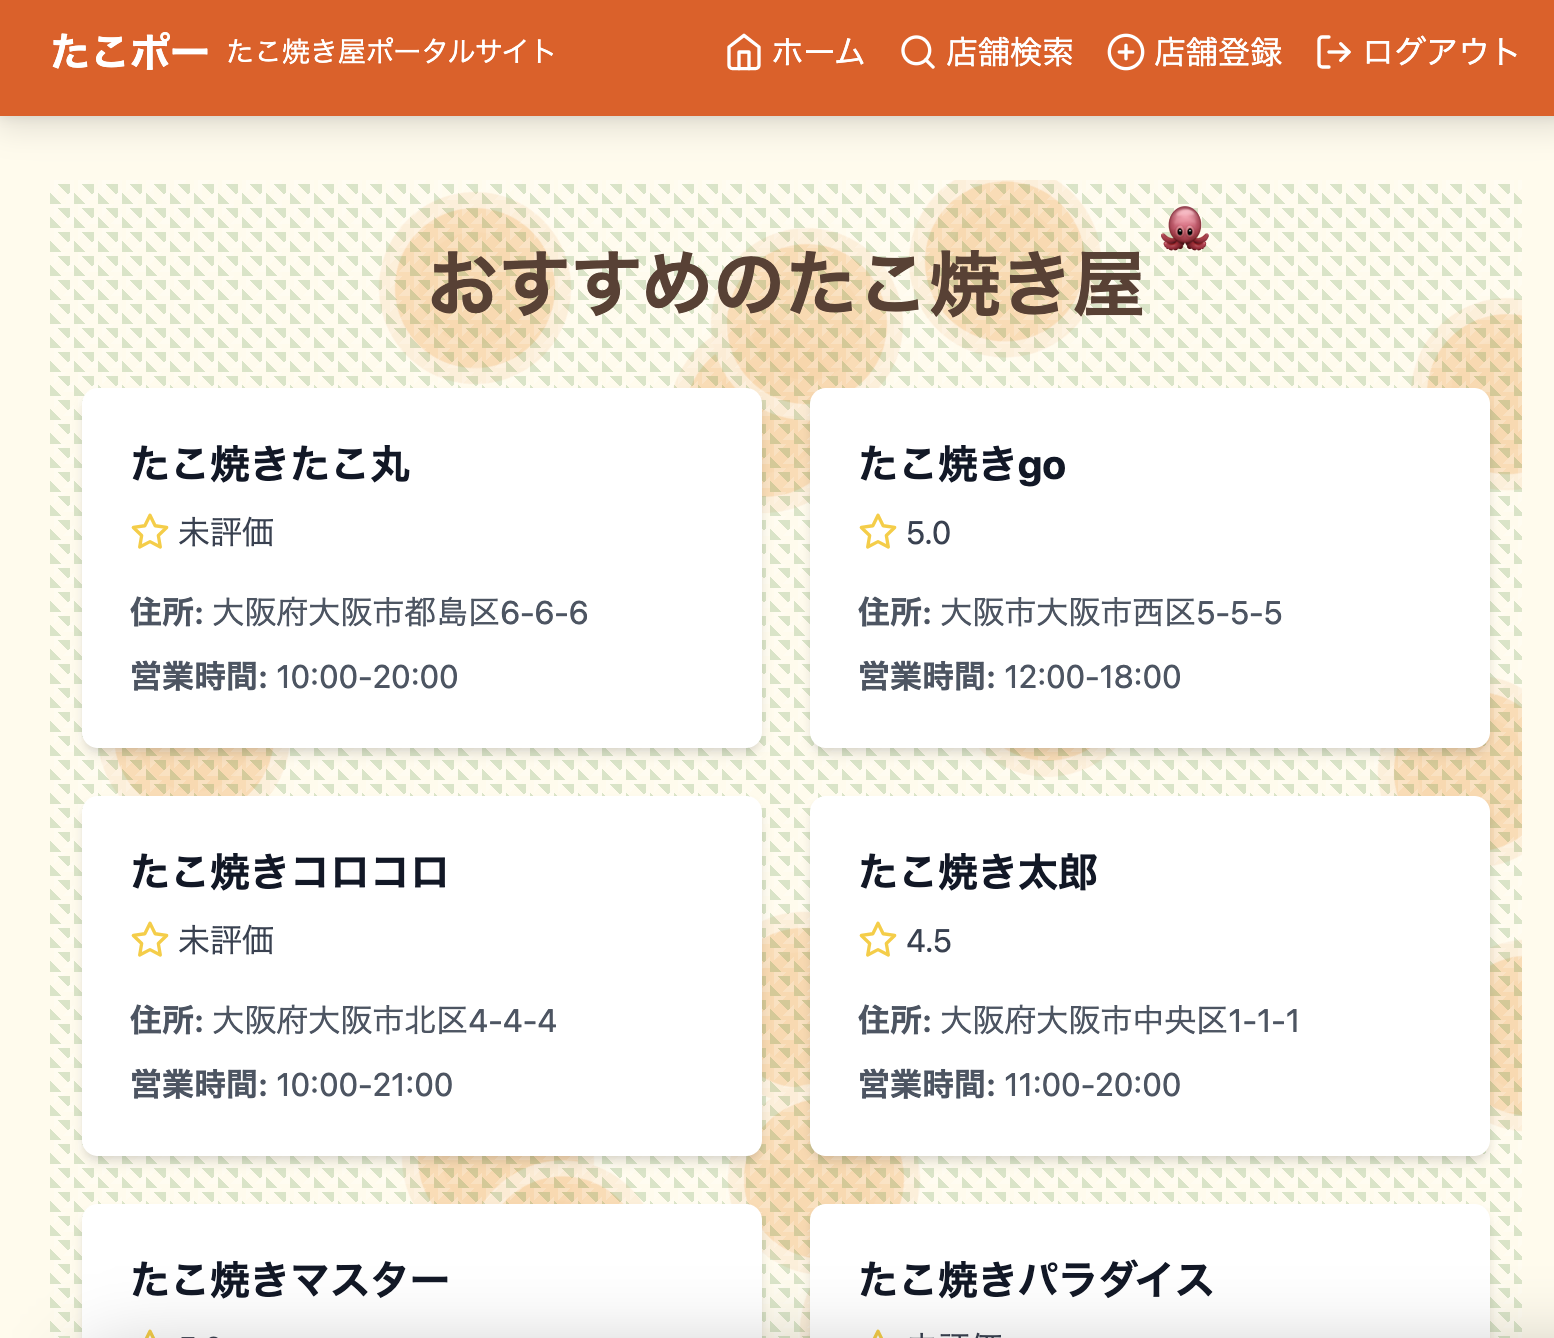 たこポー たこ焼き屋ポータルサイト ホーム 店舗検索 店舗登録 ログアウト
おすすめのたこ焼き屋
たこ焼きたこ丸
未評価
住所: 大阪府大阪市都島区6-6-6
営業時間: 10:00-20:00
たこ焼きgo
5.0
住所: 大阪市大阪市西区5-5-5
営業時間: 12:00-18:00
たこ焼きコロコロ
未評価
住所: 大阪府大阪市北区4-4-4
営業時間: 10:00-21:00
たこ焼き太郎
4.5
住所: 大阪府大阪市中央区1-1-1
営業時間: 11:00-20:00
たこ焼きマスター
たこ焼きパラダイス